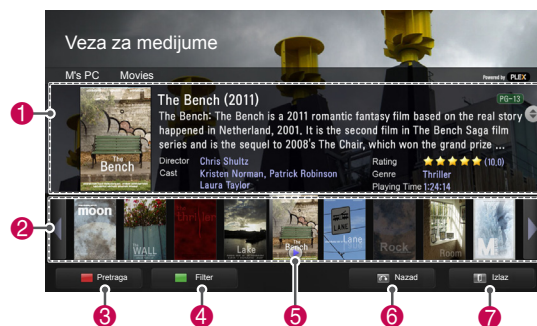 Veza za medijume
M's PC Movies
Powered by PLEX
1
The Bench (2011) PG-13
The Bench: The Bench is a 2011 romantic fantasy film based on the real story
happened in Netherland, 2001. It is the second film in The Bench Saga film
series and is the sequel to 2008's The Chair, which won the grand prize ...
Director Chris Shultz Rating (10.0)
Cast Kristen Norman, Patrick Robinson Genre Thriller
Laura Taylor Playing Time 1:24:14
The
Bench
2
moon
The
WALL
thriller
Lake
The
Bench
Lane
Rock
Room
M
Pretraga Filter Nazad Izlaz
3 4 5 6 7